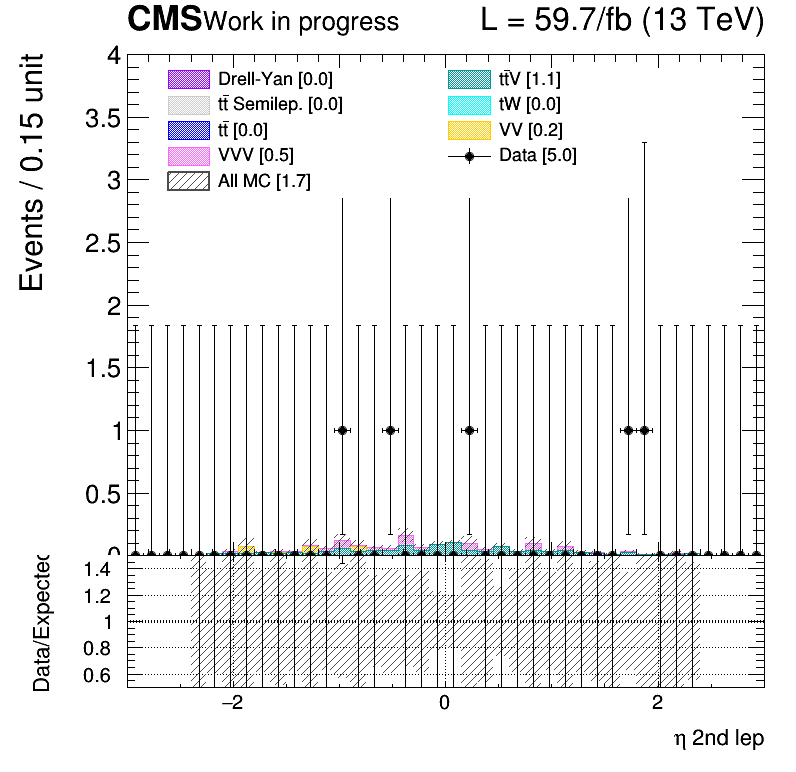 CMS Work in progress L = 59.7/fb (13 TeV)
Events / 0.15 unit
4
3.5
3
2.5
2
1.5
1
0.5
0
Drell-Yan [0.0]
tt̄ Semilep. [0.0]
tt̄ [0.0]
VVV [0.5]
All MC [1.7]
tt̄V [1.1]
tW [0.0]
VV [0.2]
Data [5.0]
Data/Expected
1.4
1.2
1
0.8
0.6
−2 0 2
η 2nd lep